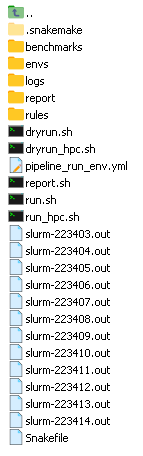 ..
.snakemake
benchmarks
envs
logs
report
rules
dryrun.sh
dryrun_hpc.sh
pipeline_run_env.yml
report.sh
run.sh
run_hpc.sh
slurm-223403.out
slurm-223404.out
slurm-223405.out
slurm-223406.out
slurm-223407.out
slurm-223408.out
slurm-223409.out
slurm-223410.out
slurm-223411.out
slurm-223412.out
slurm-223413.out
slurm-223414.out
Snakefile